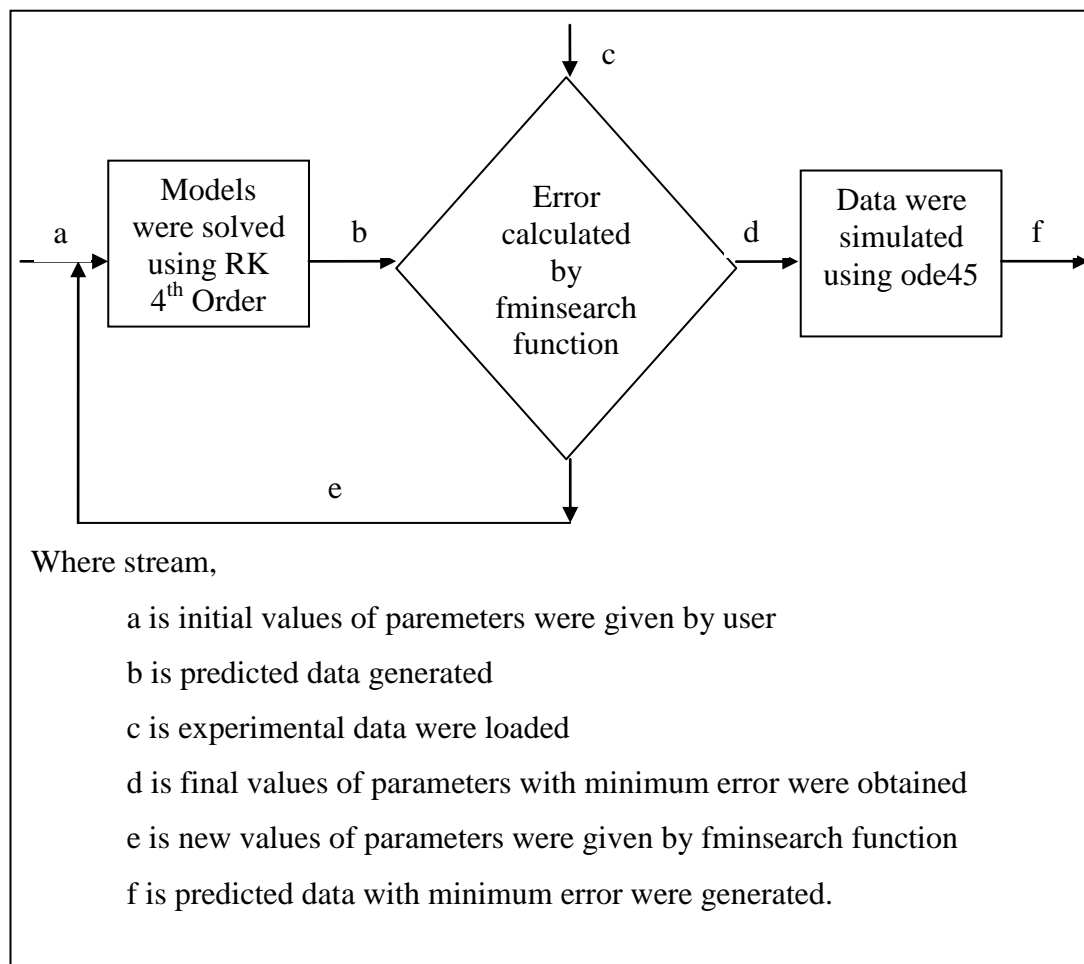 c
Models
were solved
using RK
4th Order
a
b
Error
calculated
by
fminsearch
function
d
Data were
simulated
using ode45
f
e
Where stream,
a is initial values of paremeters were given by user
b is predicted data generated
c is experimental data were loaded
d is final values of parameters with minimum error were obtained
e is new values of parameters were given by fminsearch function
f is predicted data with minimum error were generated.